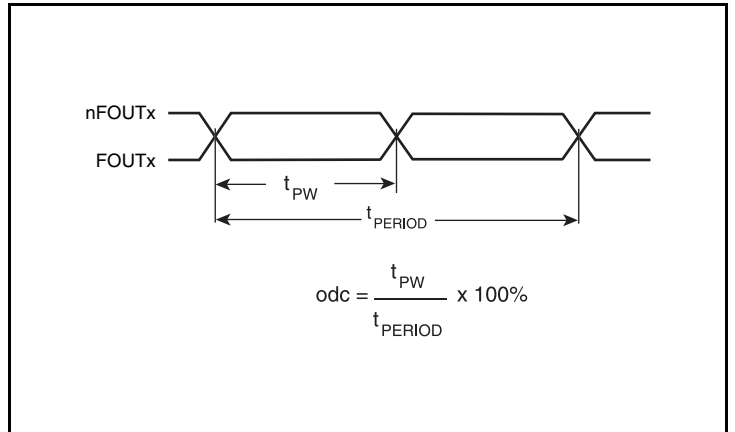 nFOUTx
FOUTx
tPW
tPERIOD
odc = tPW / tPERIOD x 100%